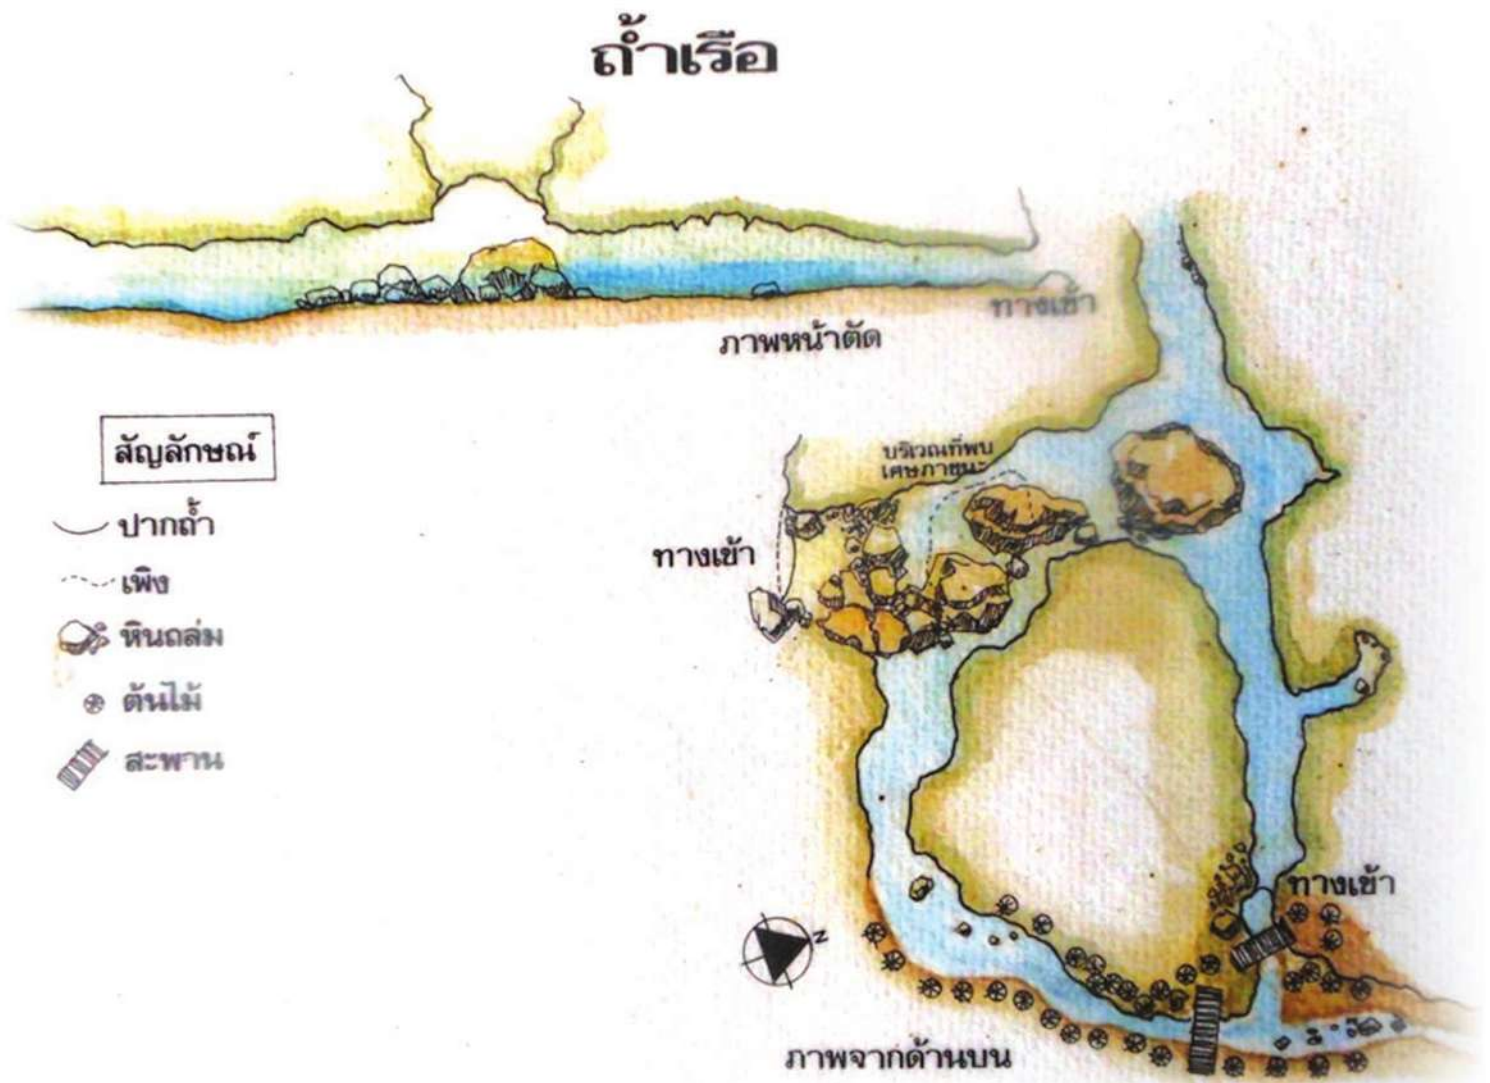 ถ้ำเรือ
ทางเข้า
ภาพหน้าตัด
สัญลักษณ์
ปากถ้ำ
เพิง
หินถล่ม
ต้นไม้
สะพาน
บริเวณที่พบ
เศษภาชนะ
ทางเข้า
ทางเข้า
N
ภาพจากด้านบน